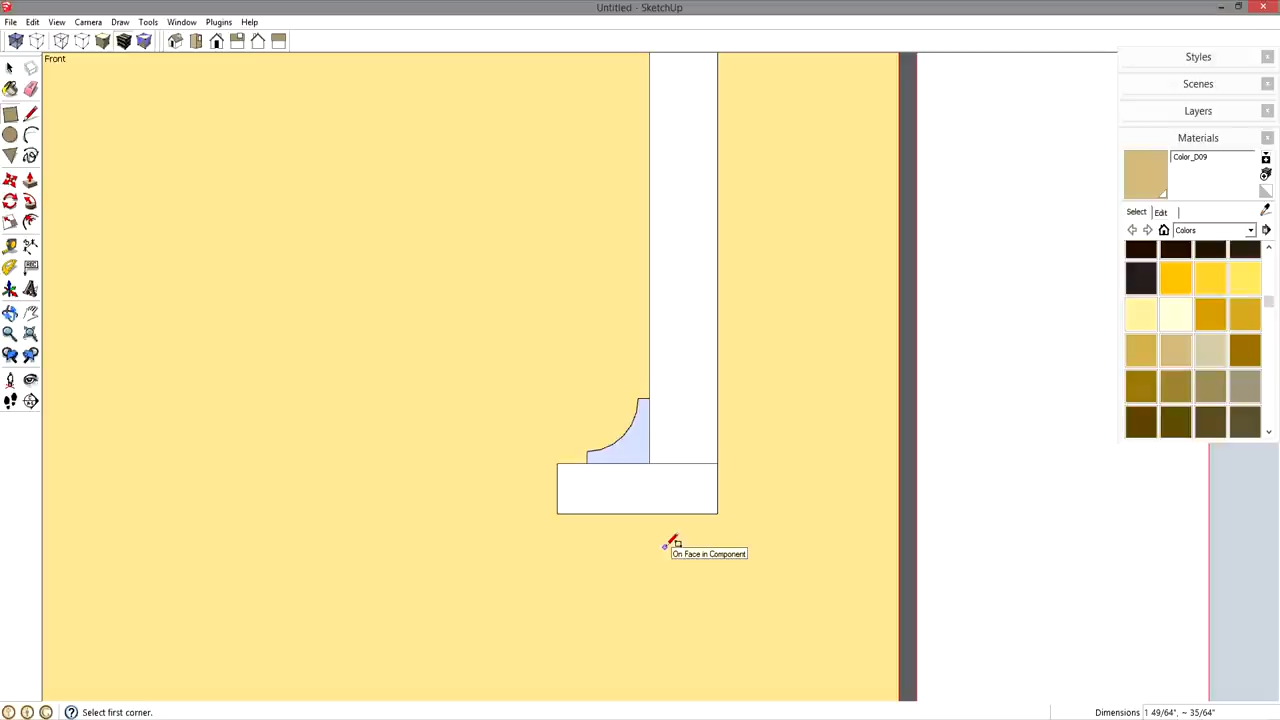 Untitled - SketchUp
File Edit View Camera Draw Tools Window Plugins Help
Front
Styles
Scenes
Layers
Materials
Color_D09
Select Edit
Colors
On Face in Component
Select first corner.
Dimensions 1 49/64", ~ 35/64"